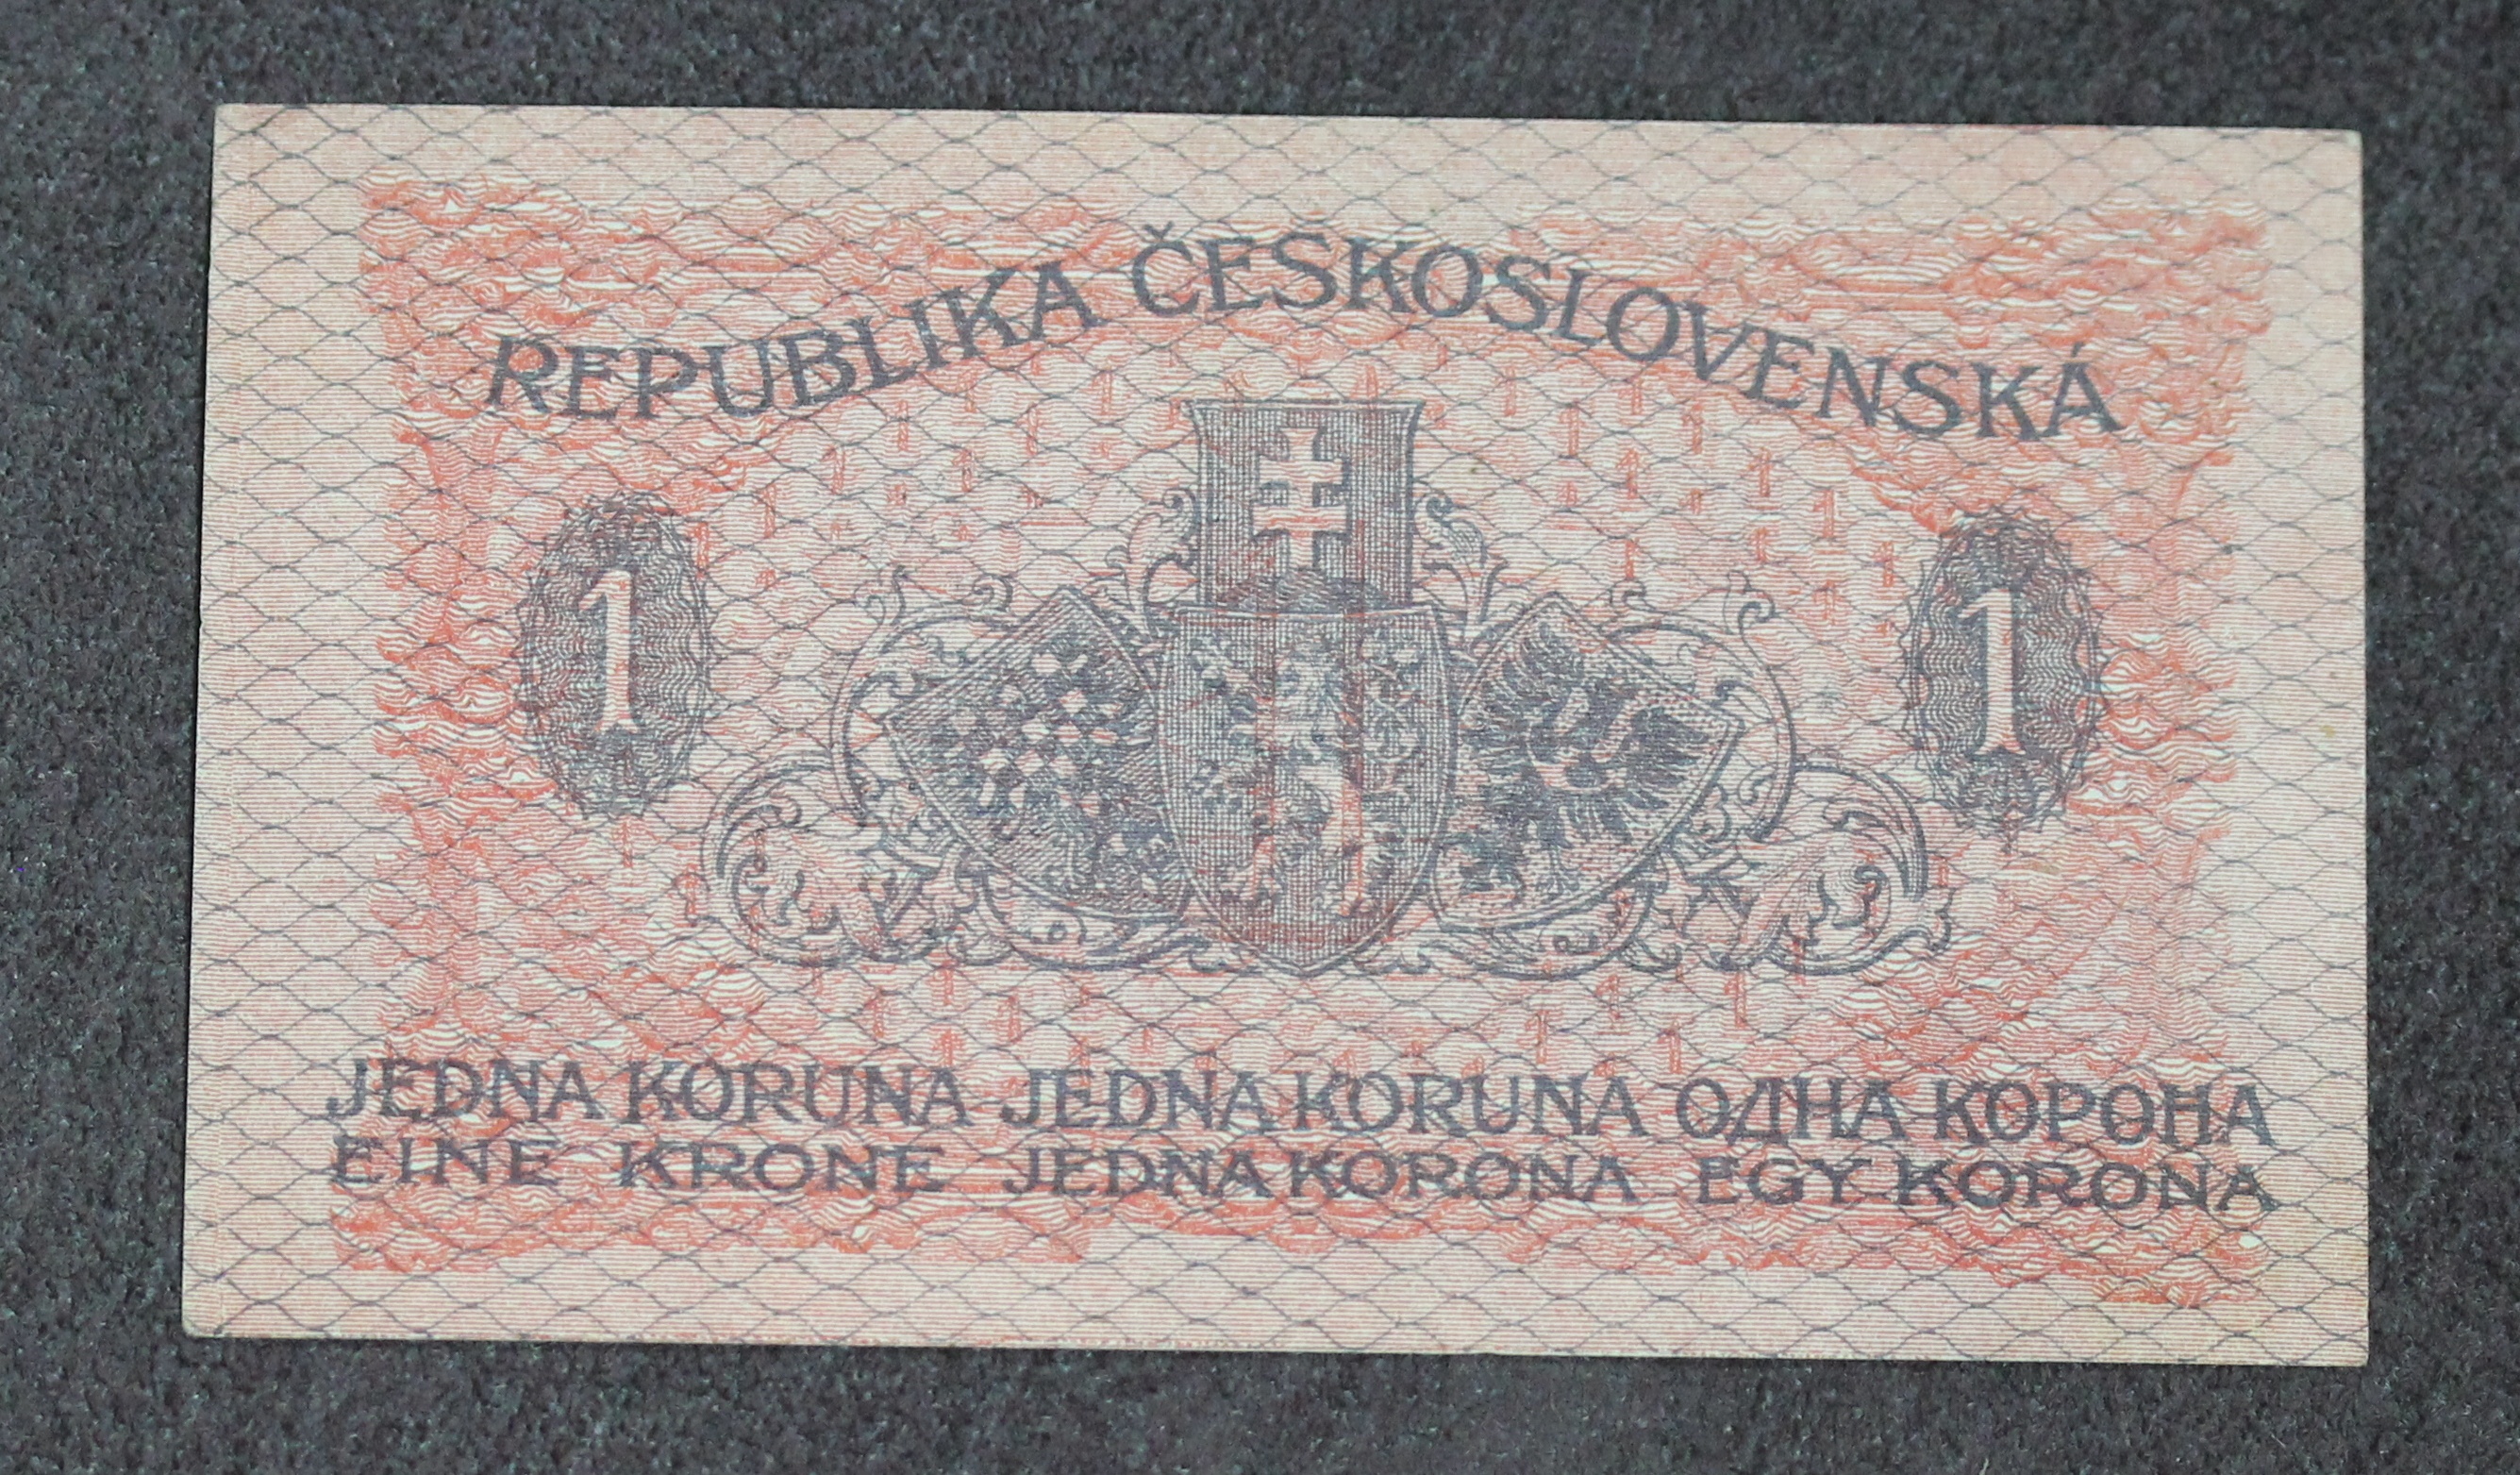 REPUBLIKA ČESKOSLOVENSKÁ
1 1
JEDNA KORUNA JEDNA KORUNA ОДНА КОРОНА
EINE KRONE JEDNA KORONA EGY KORONA